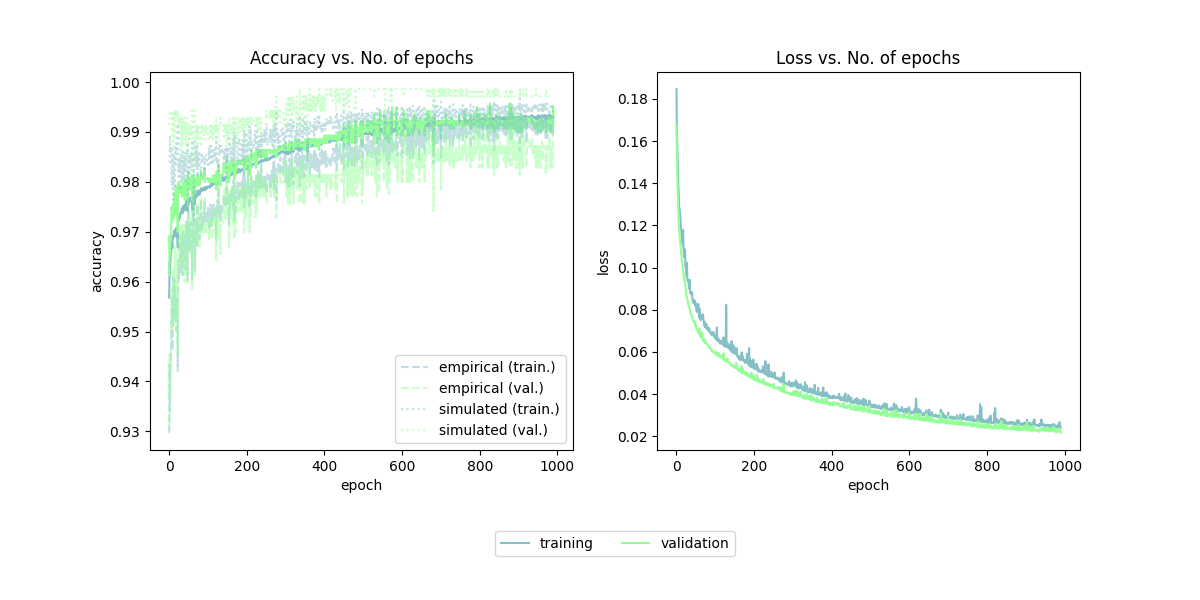 Accuracy vs. No. of epochs
1.00
0.99
0.98
0.97
0.96
0.95
0.94
0.93
accuracy
0 200 400 600 800 1000
epoch
empirical (train.)
empirical (val.)
simulated (train.)
simulated (val.)
Loss vs. No. of epochs
0.18
0.16
0.14
0.12
0.10
0.08
0.06
0.04
0.02
loss
0 200 400 600 800 1000
epoch
training validation